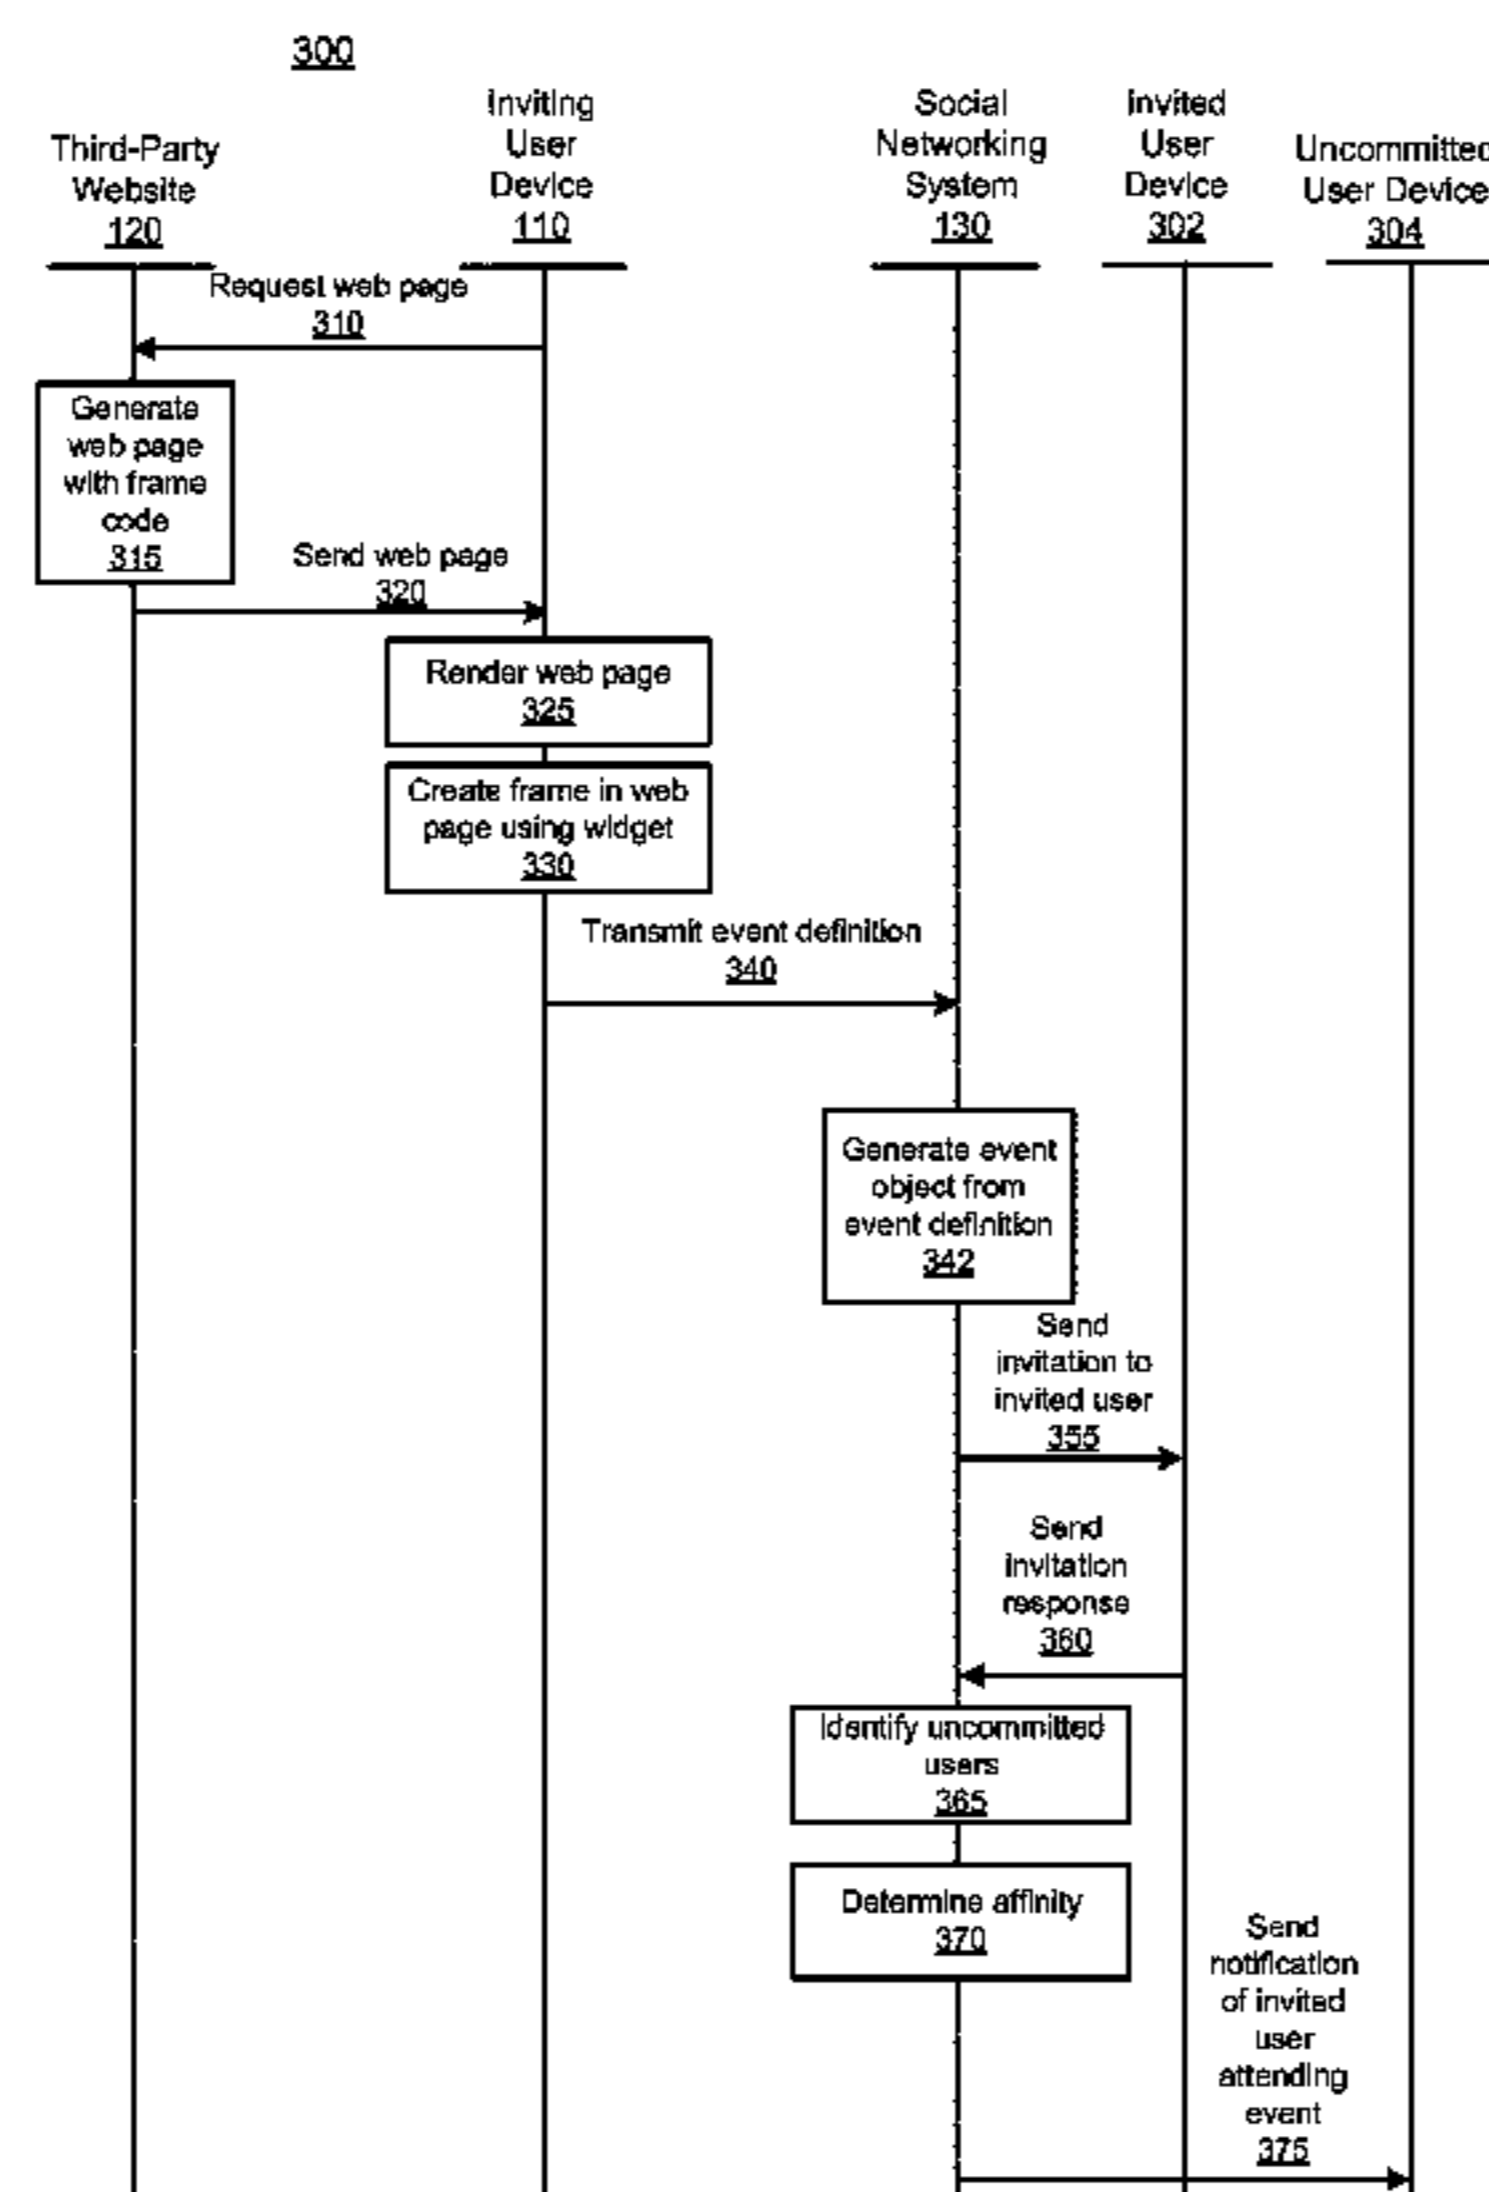 300
Third-Party
Website
120
Inviting
User
Device
110
Social
Networking
System
130
Invited
User
Device
302
Uncommitted
User Device
304
Request web page
310
Generate
web page
with frame
code
315
Send web page
320
Render web page
325
Create frame in web
page using widget
330
Transmit event definition
340
Generate event
object from
event definition
342
Send
invitation to
invited user
355
Send
invitation
response
360
Identify uncommitted
users
365
Determine affinity
370
Send
notification
of invited
user
attending
event
375